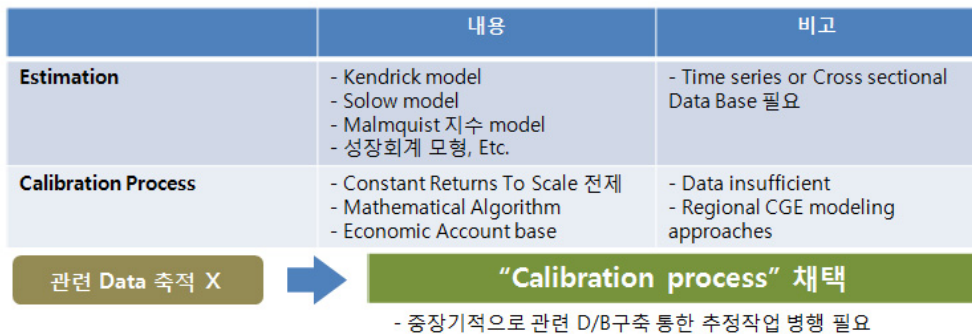 내용
비고
Estimation
- Kendrick model
- Solow model
- Malmquist 지수 model
- 성장회계 모형, Etc.
- Time series or Cross sectional
Data Base 필요
Calibration Process
- Constant Returns To Scale 전제
- Mathematical Algorithm
- Economic Account base
- Data insufficient
- Regional CGE modeling
approaches
관련 Data 축적 X
“Calibration process” 채택
- 중장기적으로 관련 D/B구축 통한 추정작업 병행 필요